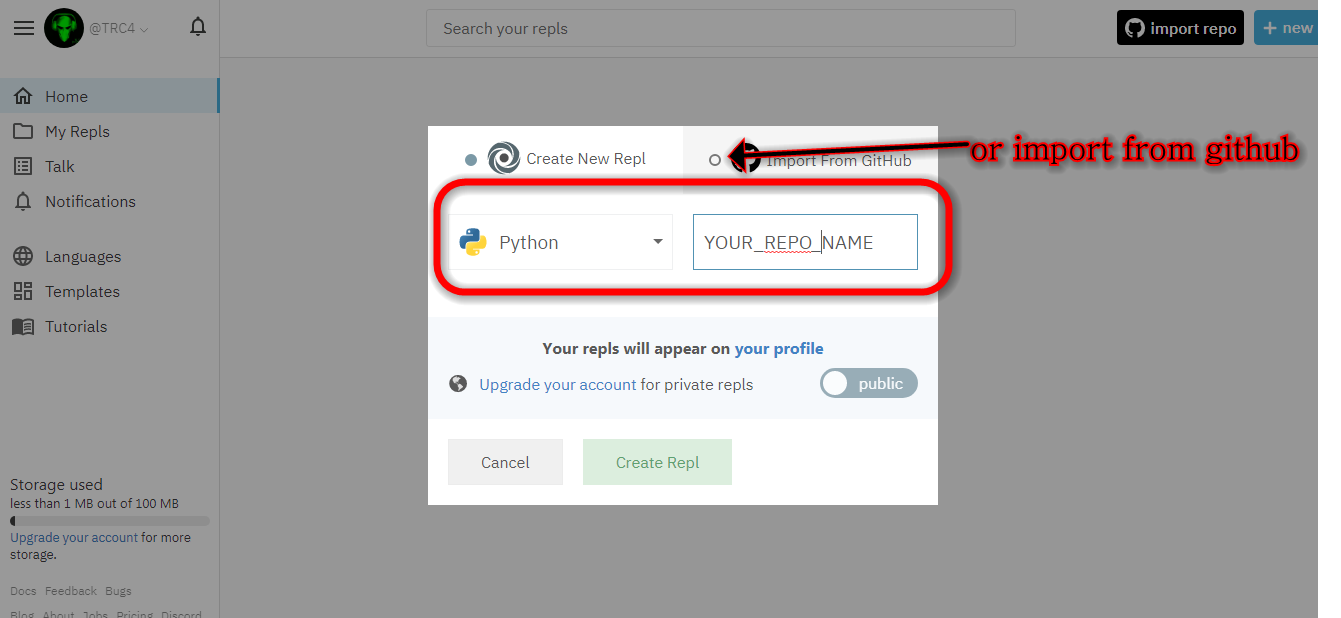 @TRC4
Search your repls
import repo
+ new
Home
My Repls
Talk
Notifications
Languages
Templates
Tutorials
Create New Repl
Import From GitHub
or import from github
Python
YOUR_REPO_NAME
Your repls will appear on your profile
Upgrade your account for private repls
public
Cancel
Create Repl
Storage used
less than 1 MB out of 100 MB
Upgrade your account for more
storage.
Docs Feedback Bugs
Blog About Jobs Pricing Discord